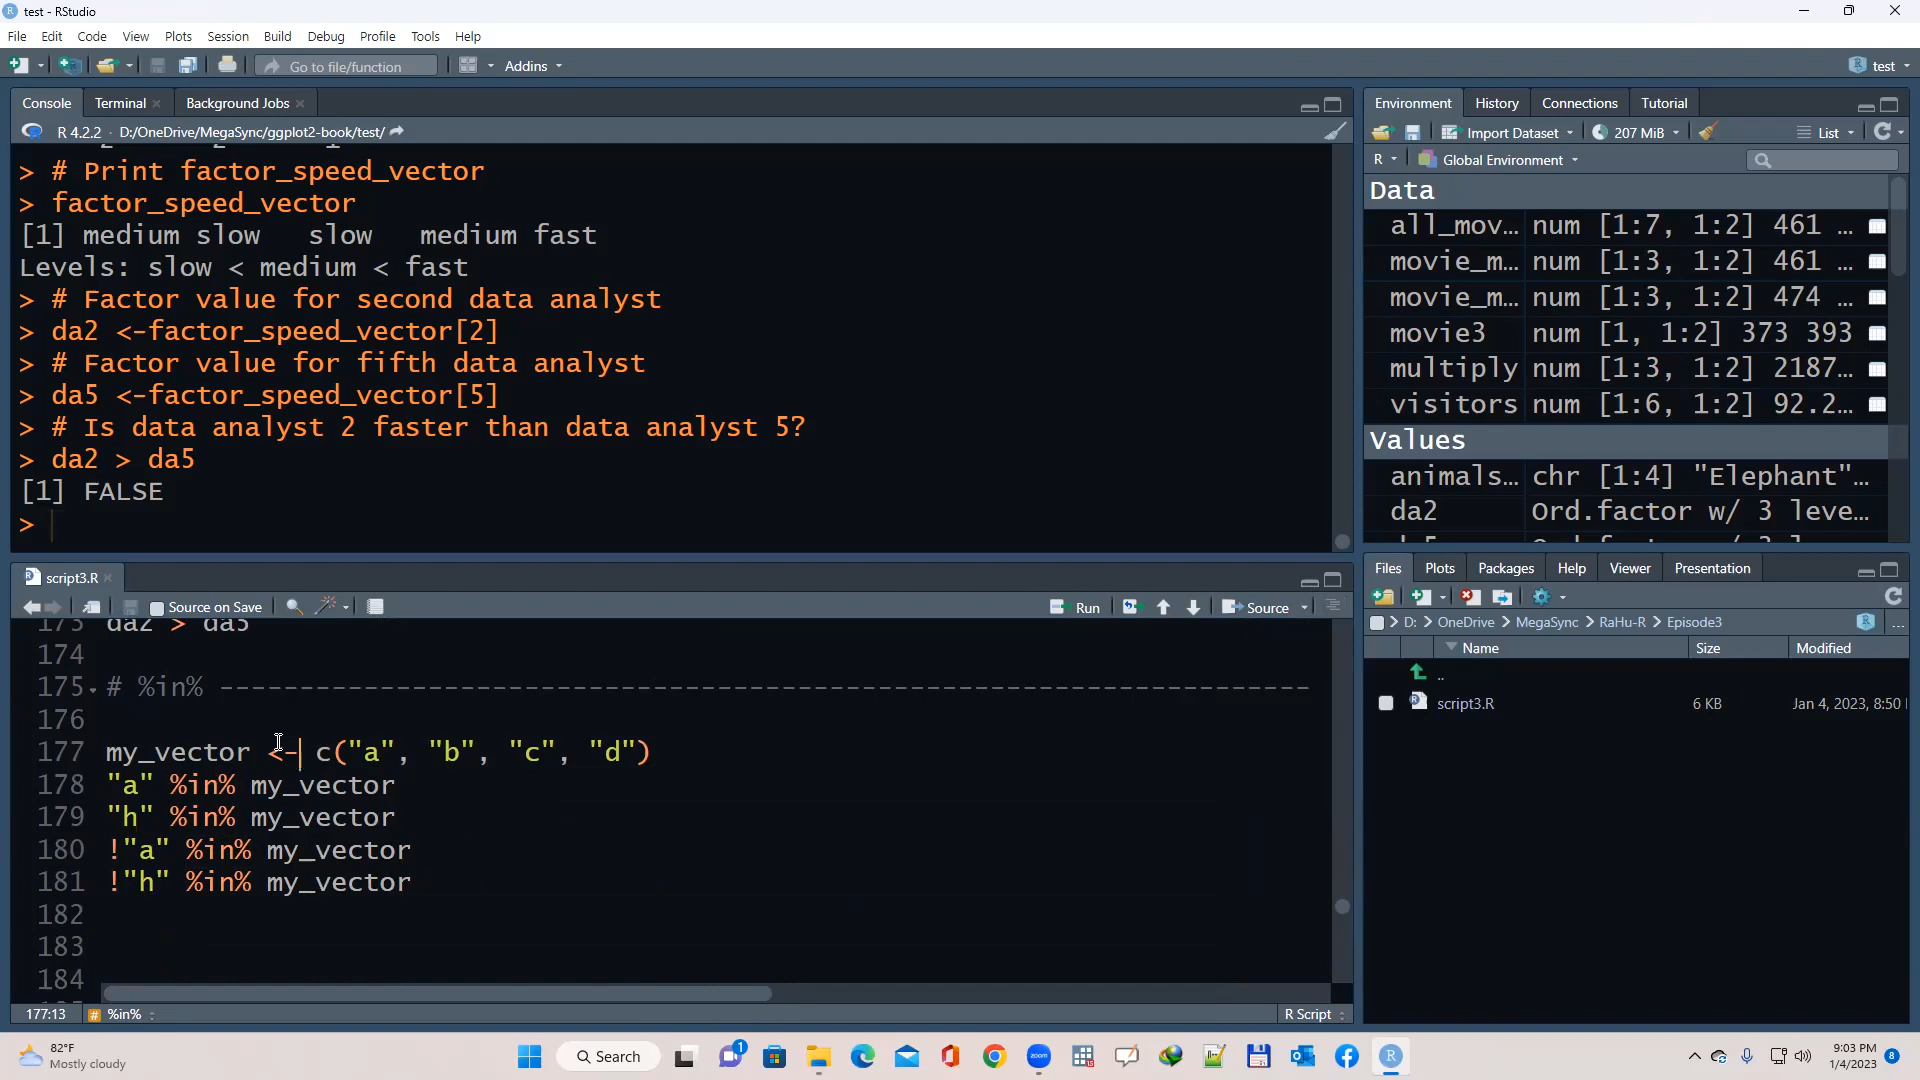 test - RStudio
File Edit Code View Plots Session Build Debug Profile Tools Help
Go to file/function Addins test
Console Terminal Background Jobs
R 4.2.2 · D:/OneDrive/MegaSync/ggplot2-book/test/
> # Print factor_speed_vector
> factor_speed_vector
[1] medium slow   slow   medium fast
Levels: slow < medium < fast
> # Factor value for second data analyst
> da2 <-factor_speed_vector[2]
> # Factor value for fifth data analyst
> da5 <-factor_speed_vector[5]
> # Is data analyst 2 faster than data analyst 5?
> da2 > da5
[1] FALSE
>
script3.R
Source on Save Run Source
173 da2 > da5
174
175 # %in% --------------------------------------------------------------------
176
177 my_vector <- c("a", "b", "c", "d")
178 "a" %in% my_vector
179 "h" %in% my_vector
180 !"a" %in% my_vector
181 !"h" %in% my_vector
182
183
184
177:13 # %in% R Script
Environment History Connections Tutorial
Import Dataset 207 MiB List
R Global Environment
Data
all_mov… num [1:7, 1:2] 461 …
movie_m… num [1:3, 1:2] 461 …
movie_m… num [1:3, 1:2] 474 …
movie3 num [1, 1:2] 373 393
multiply num [1:3, 1:2] 2187…
visitors num [1:6, 1:2] 92.2…
Values
animals… chr [1:4] "Elephant"…
da2 Ord.factor w/ 3 leve…
Files Plots Packages Help Viewer Presentation
D: > OneDrive > MegaSync > RaHu-R > Episode3 ...
Name Size Modified
..
script3.R 6 KB Jan 4, 2023, 8:50
82°F
Mostly cloudy
Search
1
zoom
9:03 PM
1/4/2023
8